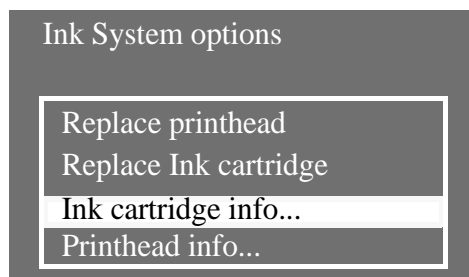 Ink System options
Replace printhead
Replace Ink cartridge
Ink cartridge info...
Printhead info...